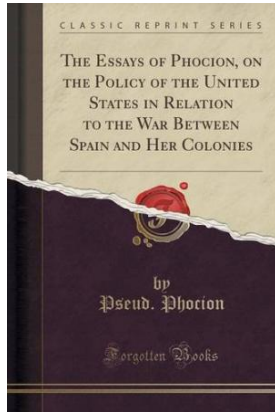 CLASSIC REPRINT SERIES
THE ESSAYS OF PHOCION, ON
THE POLICY OF THE UNITED
STATES IN RELATION
TO THE WAR BETWEEN
SPAIN AND HER COLONIES
by
Pseud. Phocion
Forgotten Books